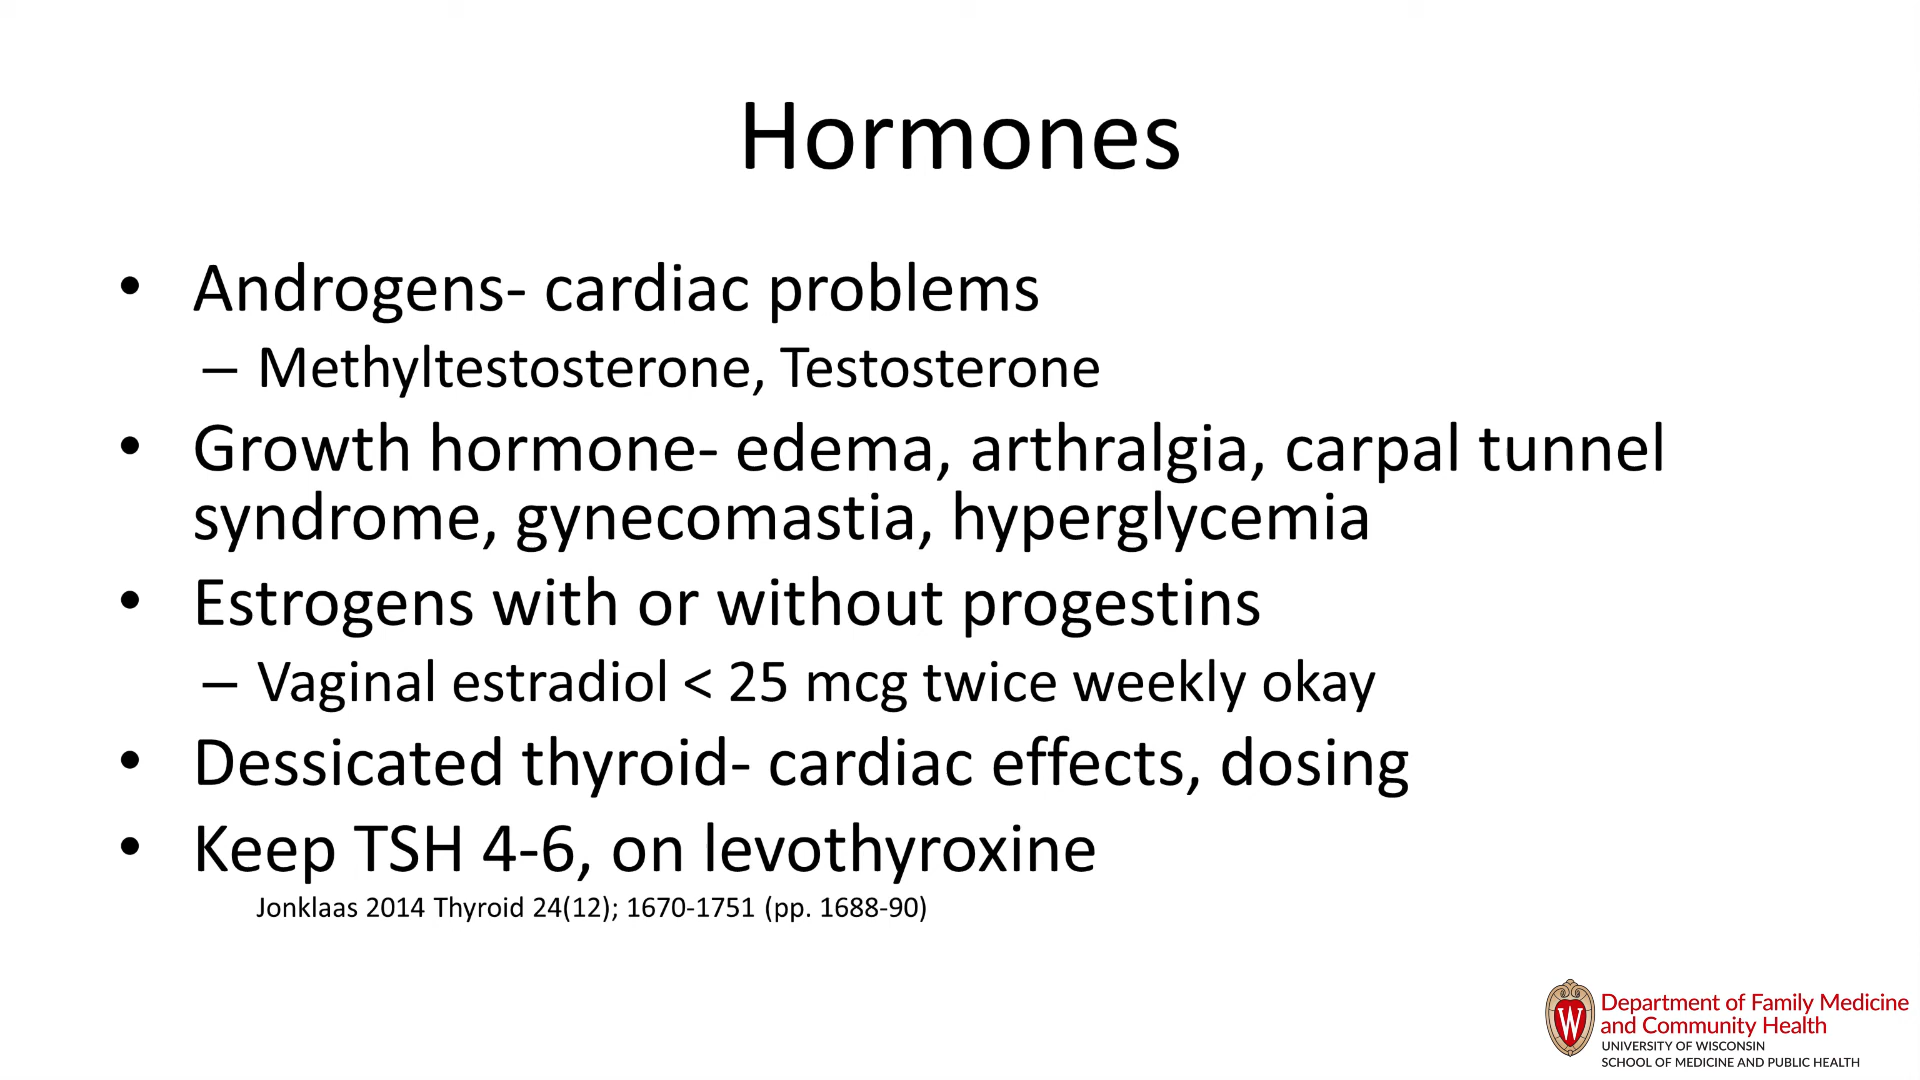 Hormones
• Androgens- cardiac problems
– Methyltestosterone, Testosterone
• Growth hormone- edema, arthralgia, carpal tunnel
syndrome, gynecomastia, hyperglycemia
• Estrogens with or without progestins
– Vaginal estradiol < 25 mcg twice weekly okay
• Dessicated thyroid- cardiac effects, dosing
• Keep TSH 4-6, on levothyroxine
Jonklaas 2014 Thyroid 24(12); 1670-1751 (pp. 1688-90)
W
Department of Family Medicine
and Community Health
UNIVERSITY OF WISCONSIN
SCHOOL OF MEDICINE AND PUBLIC HEALTH